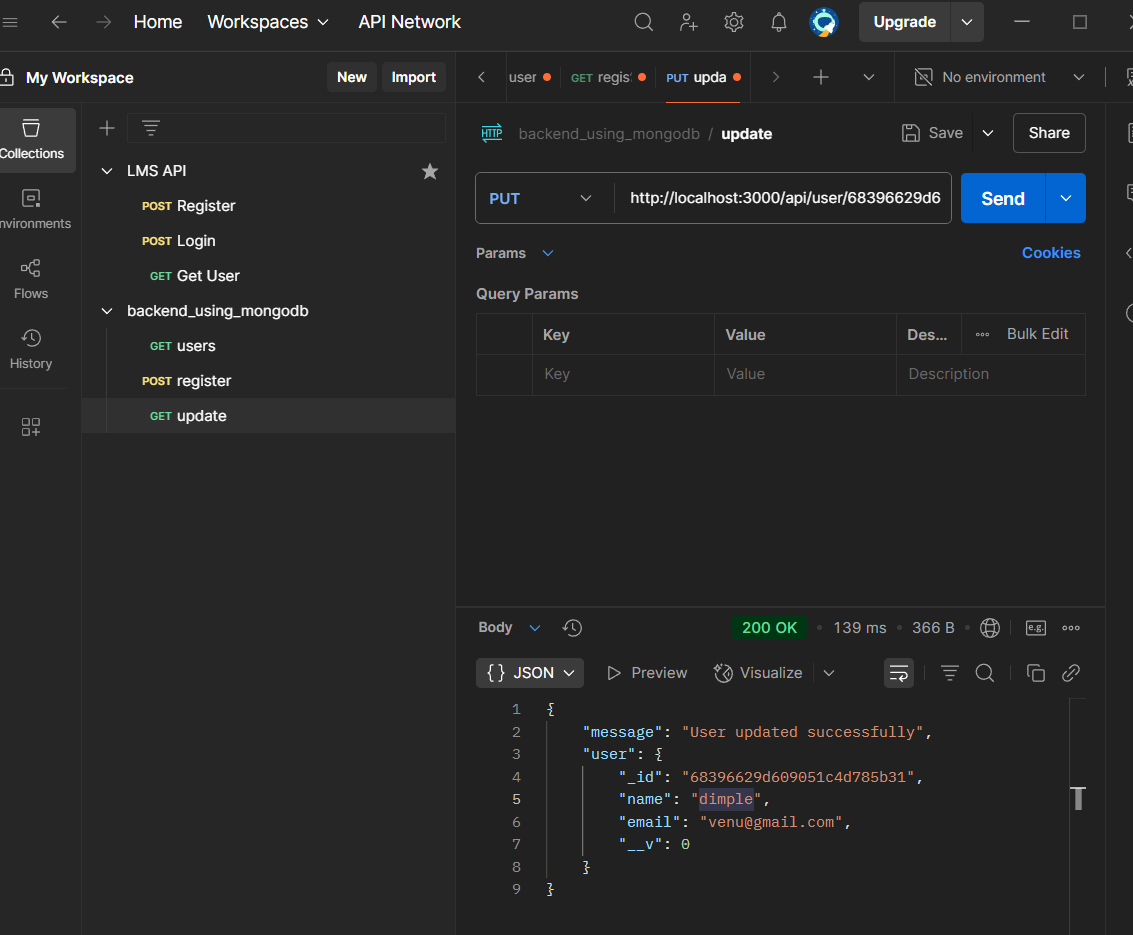 Home Workspaces API Network Upgrade
My Workspace New Import user GET regis PUT upda No environment
Collections
nvironments
Flows
History
LMS API
POST Register
POST Login
GET Get User
backend_using_mongodb
GET users
POST register
GET update
HTTP backend_using_mongodb / update Save Share
PUT http://localhost:3000/api/user/68396629d6 Send
Params Cookies
Query Params
Key Value Des... Bulk Edit
Key Value Description
Body 200 OK • 139 ms • 366 B • e.g.
{} JSON Preview Visualize
1 {
2 "message": "User updated successfully",
3 "user": {
4 "_id": "68396629d609051c4d785b31",
5 "name": "dimple",
6 "email": "venu@gmail.com",
7 "__v": 0
8 }
9 }